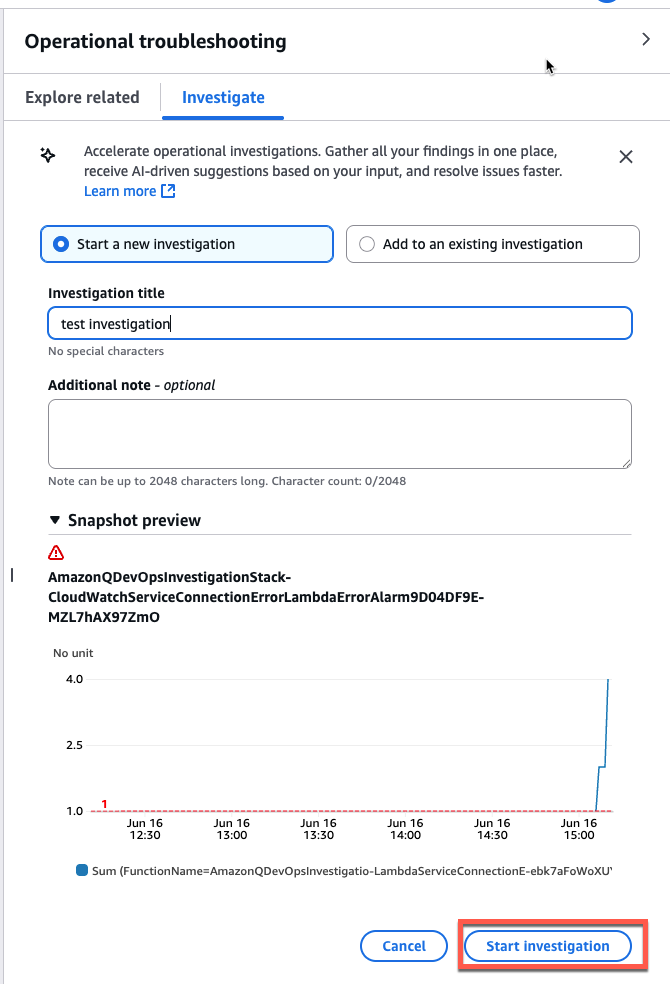 Operational troubleshooting
Explore related
Investigate
Accelerate operational investigations. Gather all your findings in one place,
receive AI-driven suggestions based on your input, and resolve issues faster.
Learn more
Start a new investigation
Add to an existing investigation
Investigation title
test investigation
No special characters
Additional note - optional
Note can be up to 2048 characters long. Character count: 0/2048
Snapshot preview
AmazonQDevOpsInvestigationStack-
CloudWatchServiceConnectionErrorLambdaErrorAlarm9D04DF9E-
MZL7hAX97ZmO
No unit
4.0
2.5
1.0
1
Jun 16 Jun 16 Jun 16 Jun 16 Jun 16 Jun 16
12:30 13:00 13:30 14:00 14:30 15:00
Sum (FunctionName=AmazonQDevOpsInvestigatio-LambdaServiceConnectionE-ebk7aFoWoXU
Cancel
Start investigation